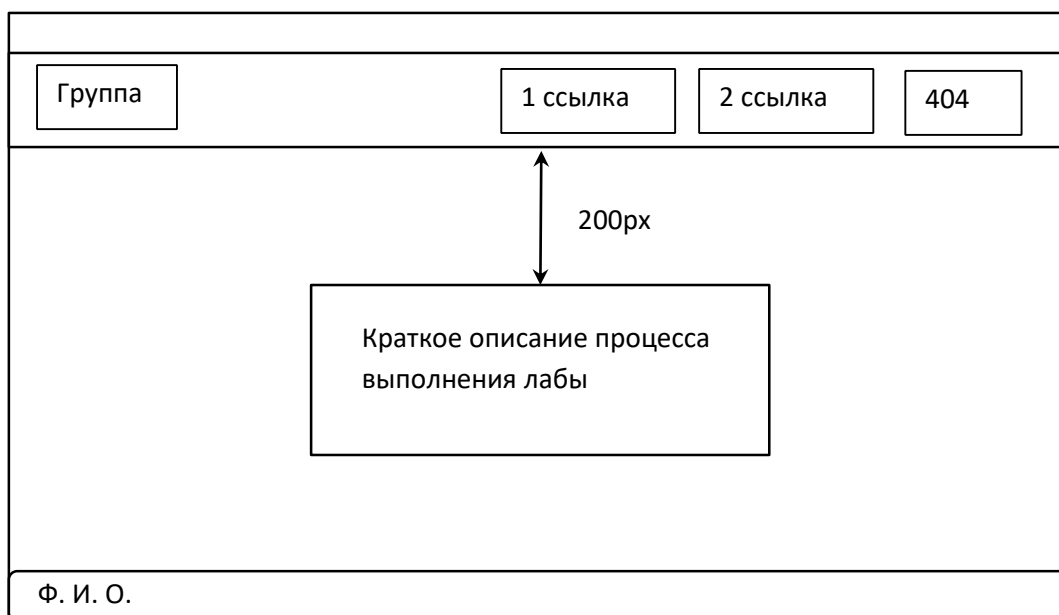 Группа
1 ссылка
2 ссылка
404
200px
Краткое описание процесса
выполнения лабы
Ф. И. О.